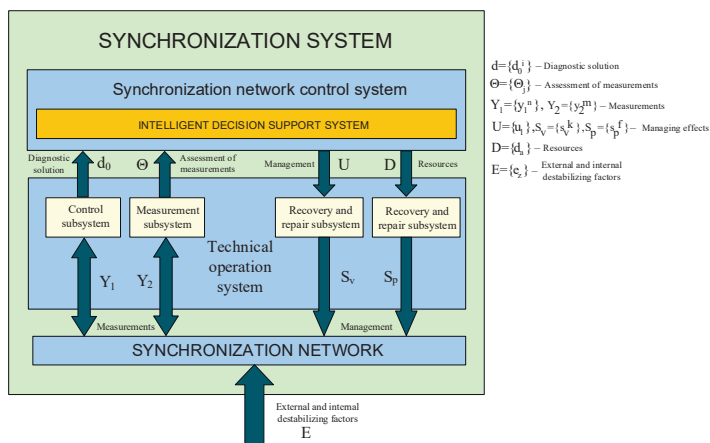 SYNCHRONIZATION SYSTEM
Synchronization network control system
INTELLIGENT DECISION SUPPORT SYSTEM
Diagnostic
solution
d₀
Θ
Assessment of
measurements
Management
U
D
Resources
Control
subsystem
Measurement
subsystem
Recovery and
repair subsystem
Recovery and
repair subsystem
Technical
operation
system
Y₁
Y₂
Sᵥ
Sₚ
Measurements
Management
SYNCHRONIZATION NETWORK
External and internal
destabilizing factors
E
d={d₀ⁱ} – Diagnostic solution
Θ={Θⱼ} – Assessment of measurements
Y₁={y₁ⁿ}, Y₂={y₂ᵐ} – Measurements
U={u₁},Sᵥ={sᵥᵏ},Sₚ={sₚᶠ} – Managing effects
D={dᵤ} – Resources
E={e_z} – External and internal
destabilizing factors